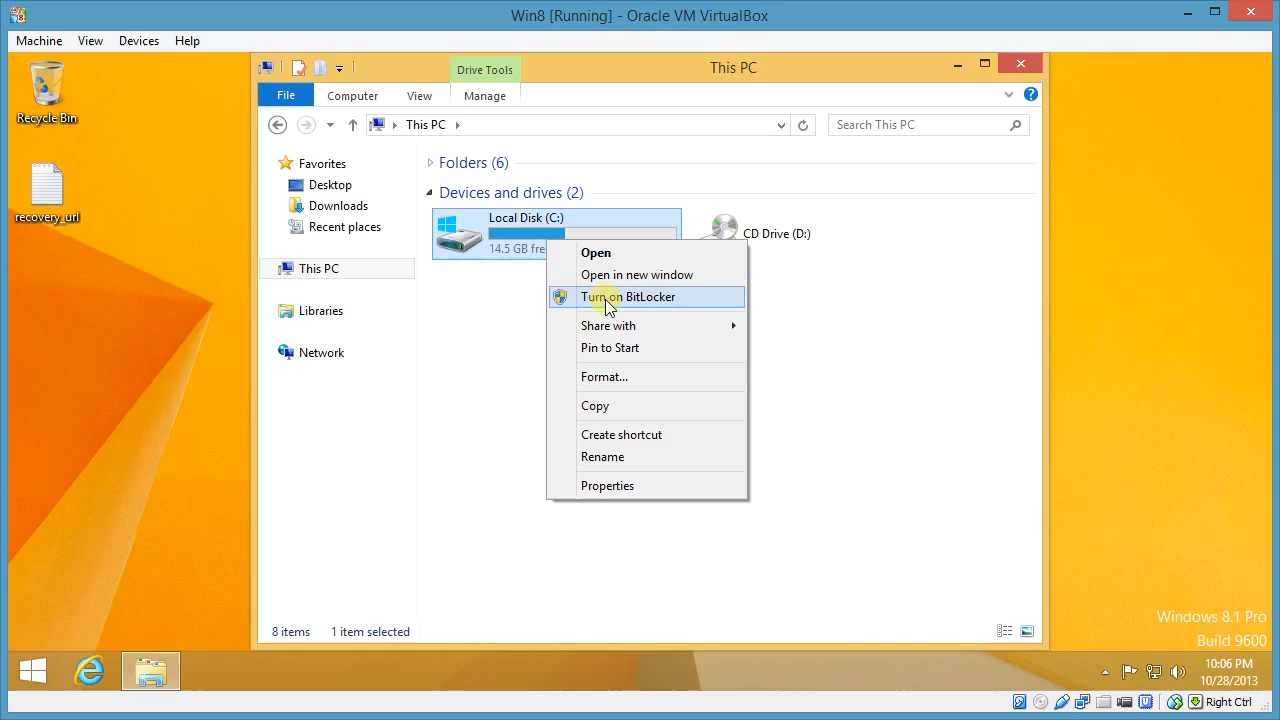 Win8 [Running] - Oracle VM VirtualBox
Machine View Devices Help
Recycle Bin
recovery_url
Drive Tools
This PC
File Computer View Manage
This PC
Search This PC
Favorites
Desktop
Downloads
Recent places
This PC
Libraries
Network
Folders (6)
Devices and drives (2)
Local Disk (C:)
14.5 GB fre
CD Drive (D:)
Open
Open in new window
Turn on BitLocker
Share with
Pin to Start
Format...
Copy
Create shortcut
Rename
Properties
8 items 1 item selected
Windows 8.1 Pro
Build 9600
10:06 PM
10/28/2013
Right Ctrl